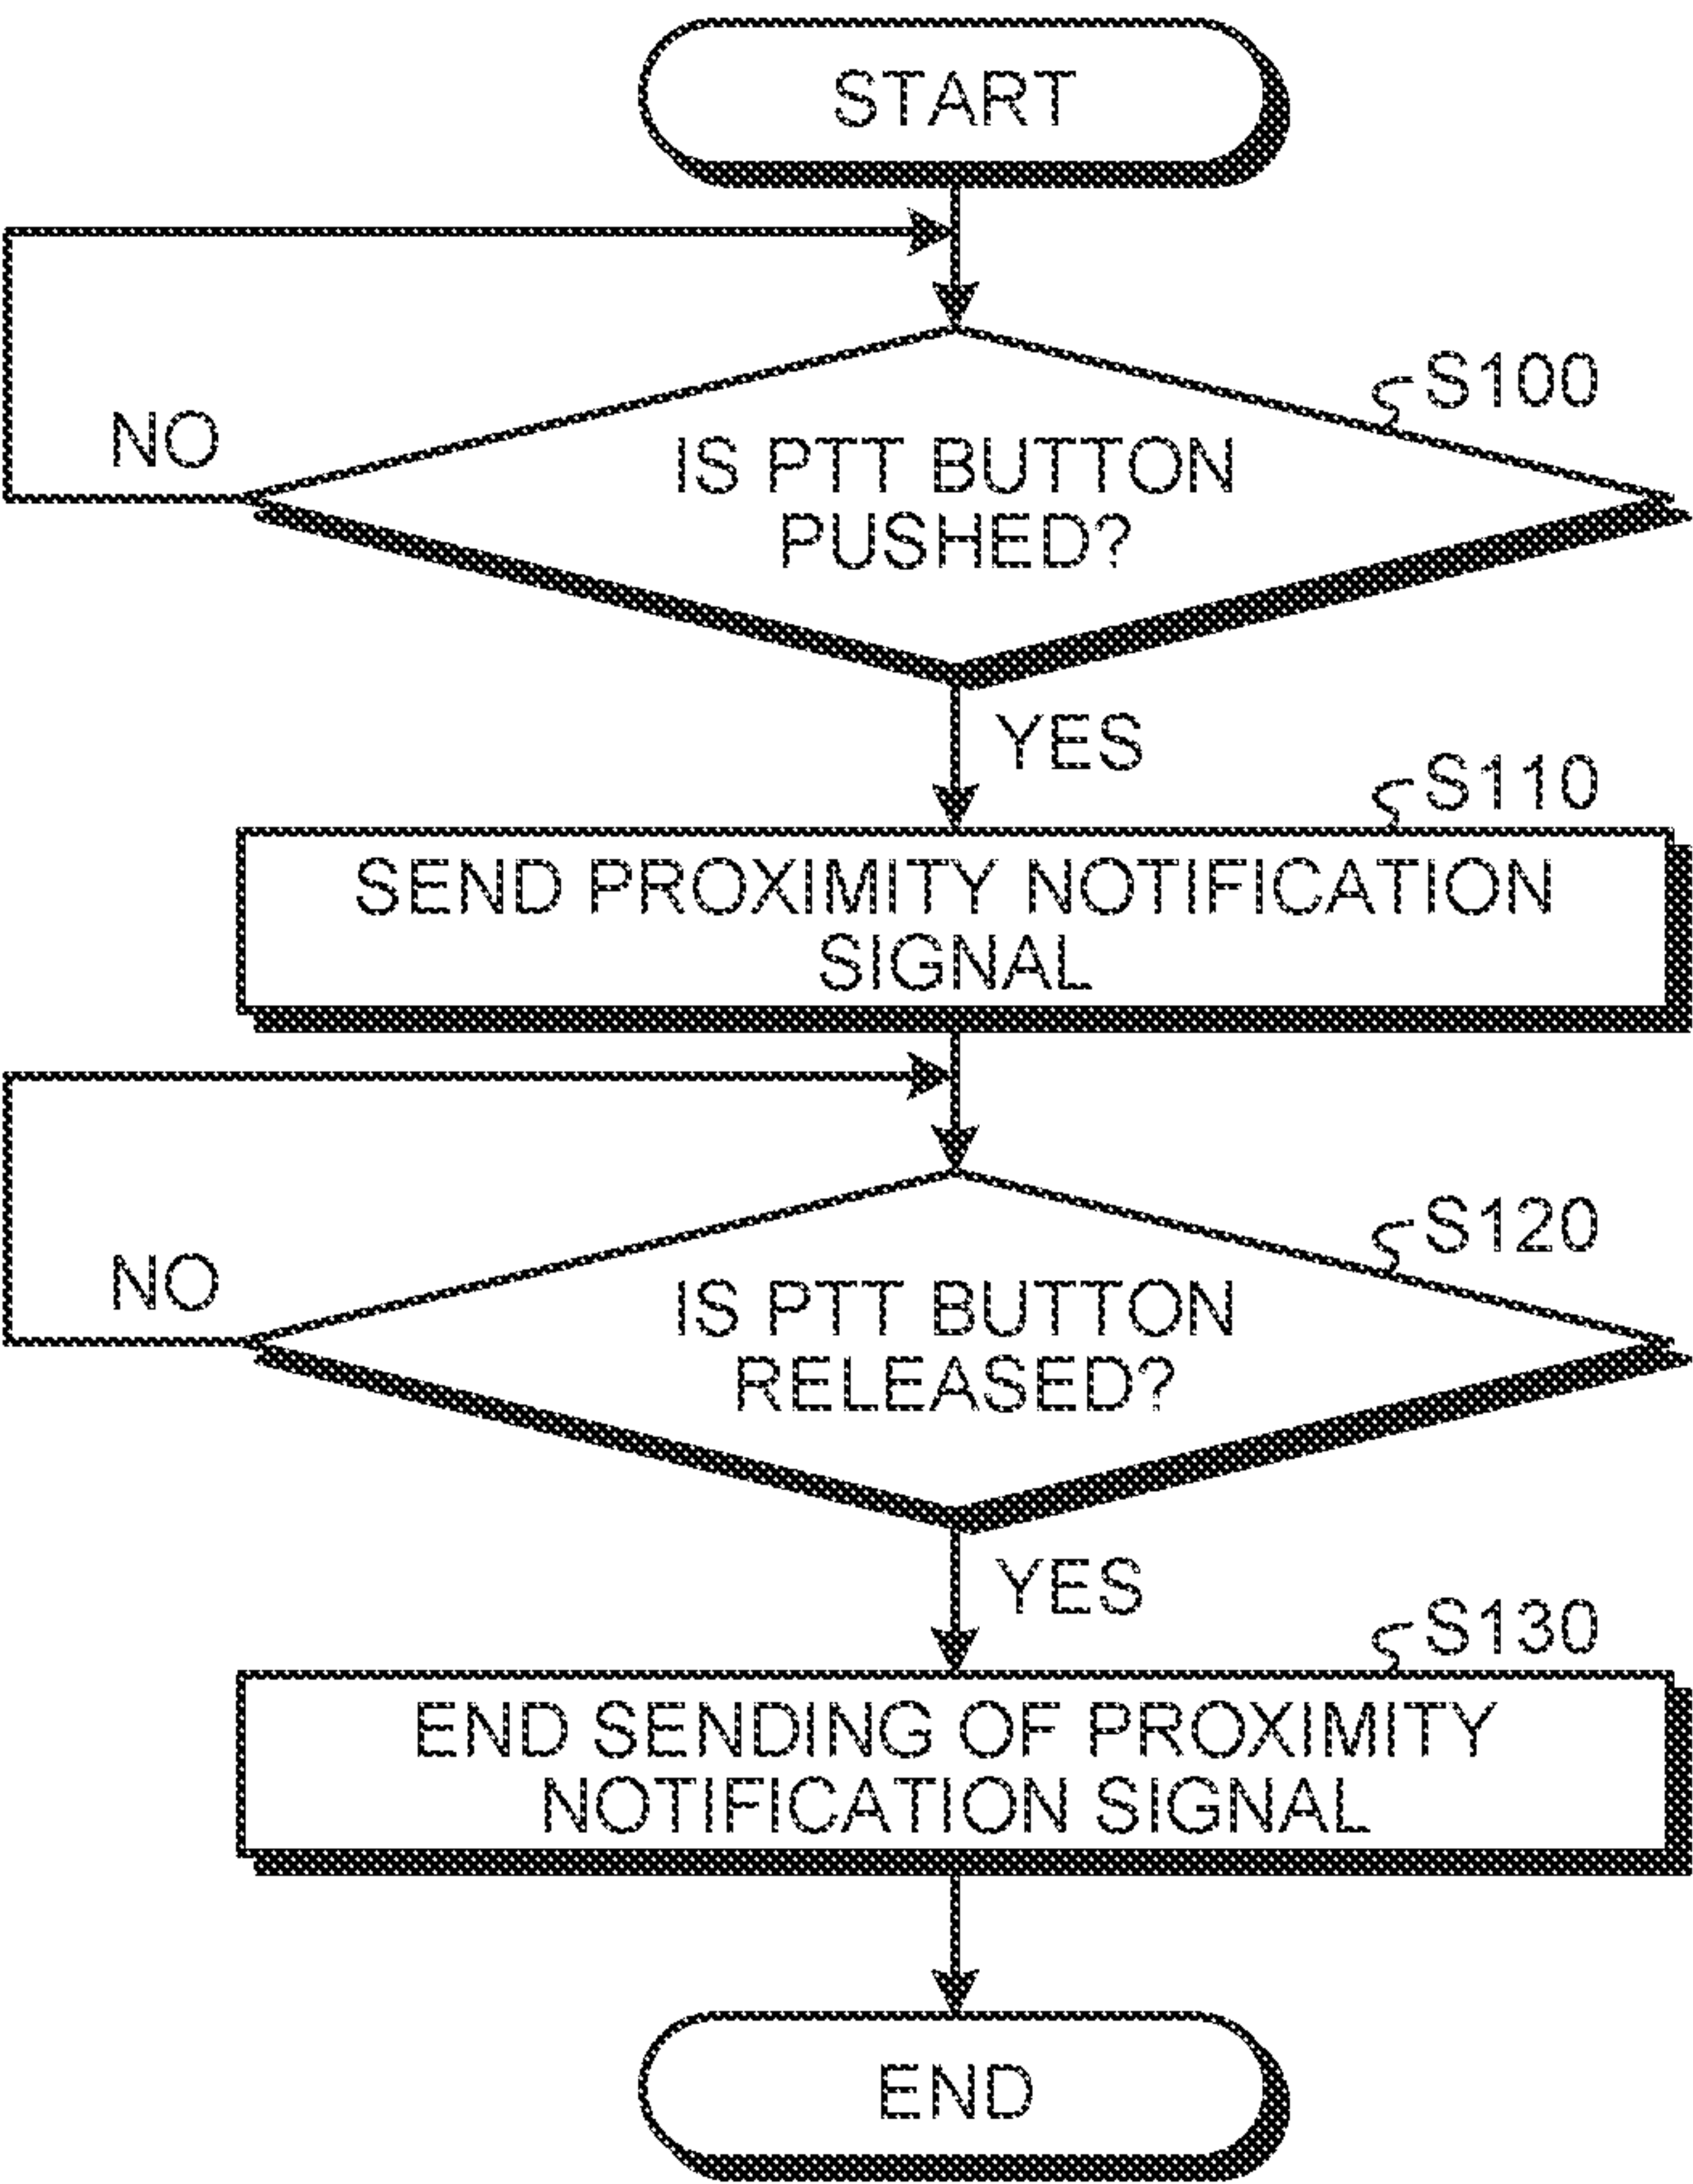 START
S100
NO
IS PTT BUTTON
PUSHED?
YES
S110
SEND PROXIMITY NOTIFICATION
SIGNAL
S120
NO
IS PTT BUTTON
RELEASED?
YES
S130
END SENDING OF PROXIMITY
NOTIFICATION SIGNAL
END